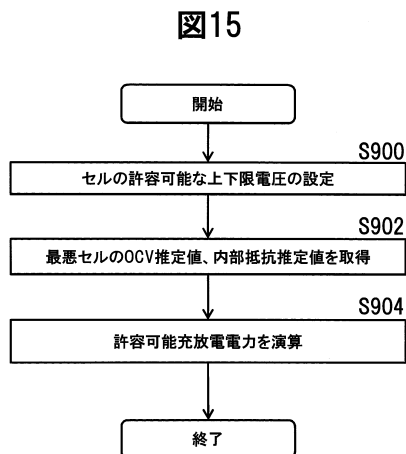 図15
開始
S900
セルの許容可能な上下限電圧の設定
S902
最悪セルのOCV推定値、内部抵抗推定値を取得
S904
許容可能充放電電力を演算
終了